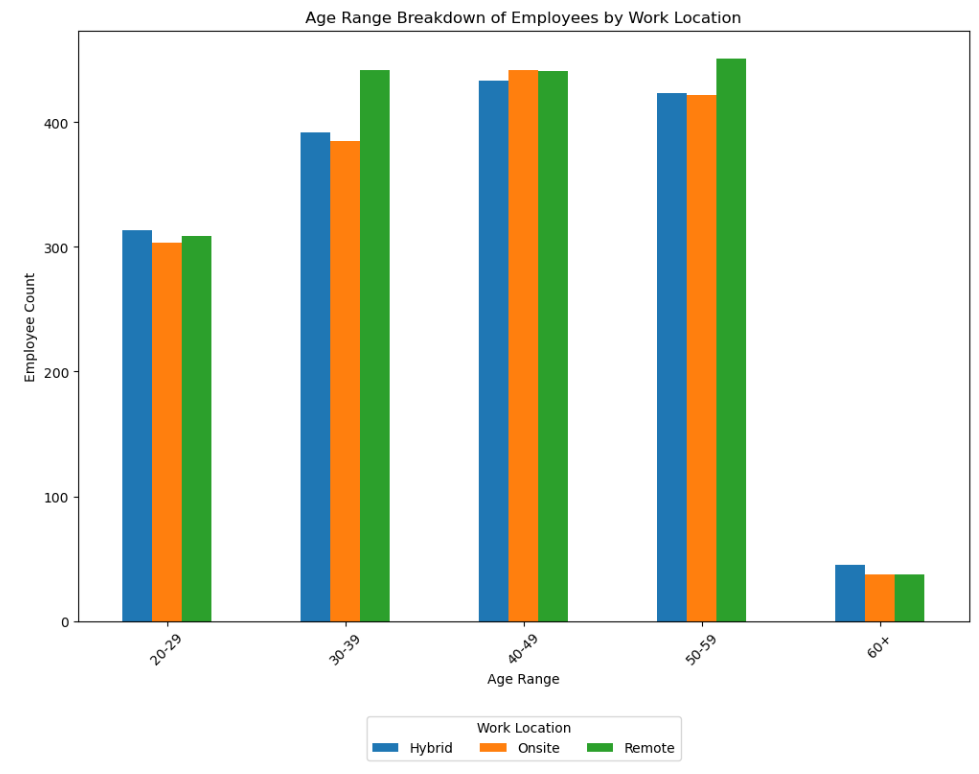 Age Range Breakdown of Employees by Work Location
Employee Count
400
300
200
100
0
20-29
30-39
40-49
50-59
60+
Age Range
Work Location
Hybrid Onsite Remote